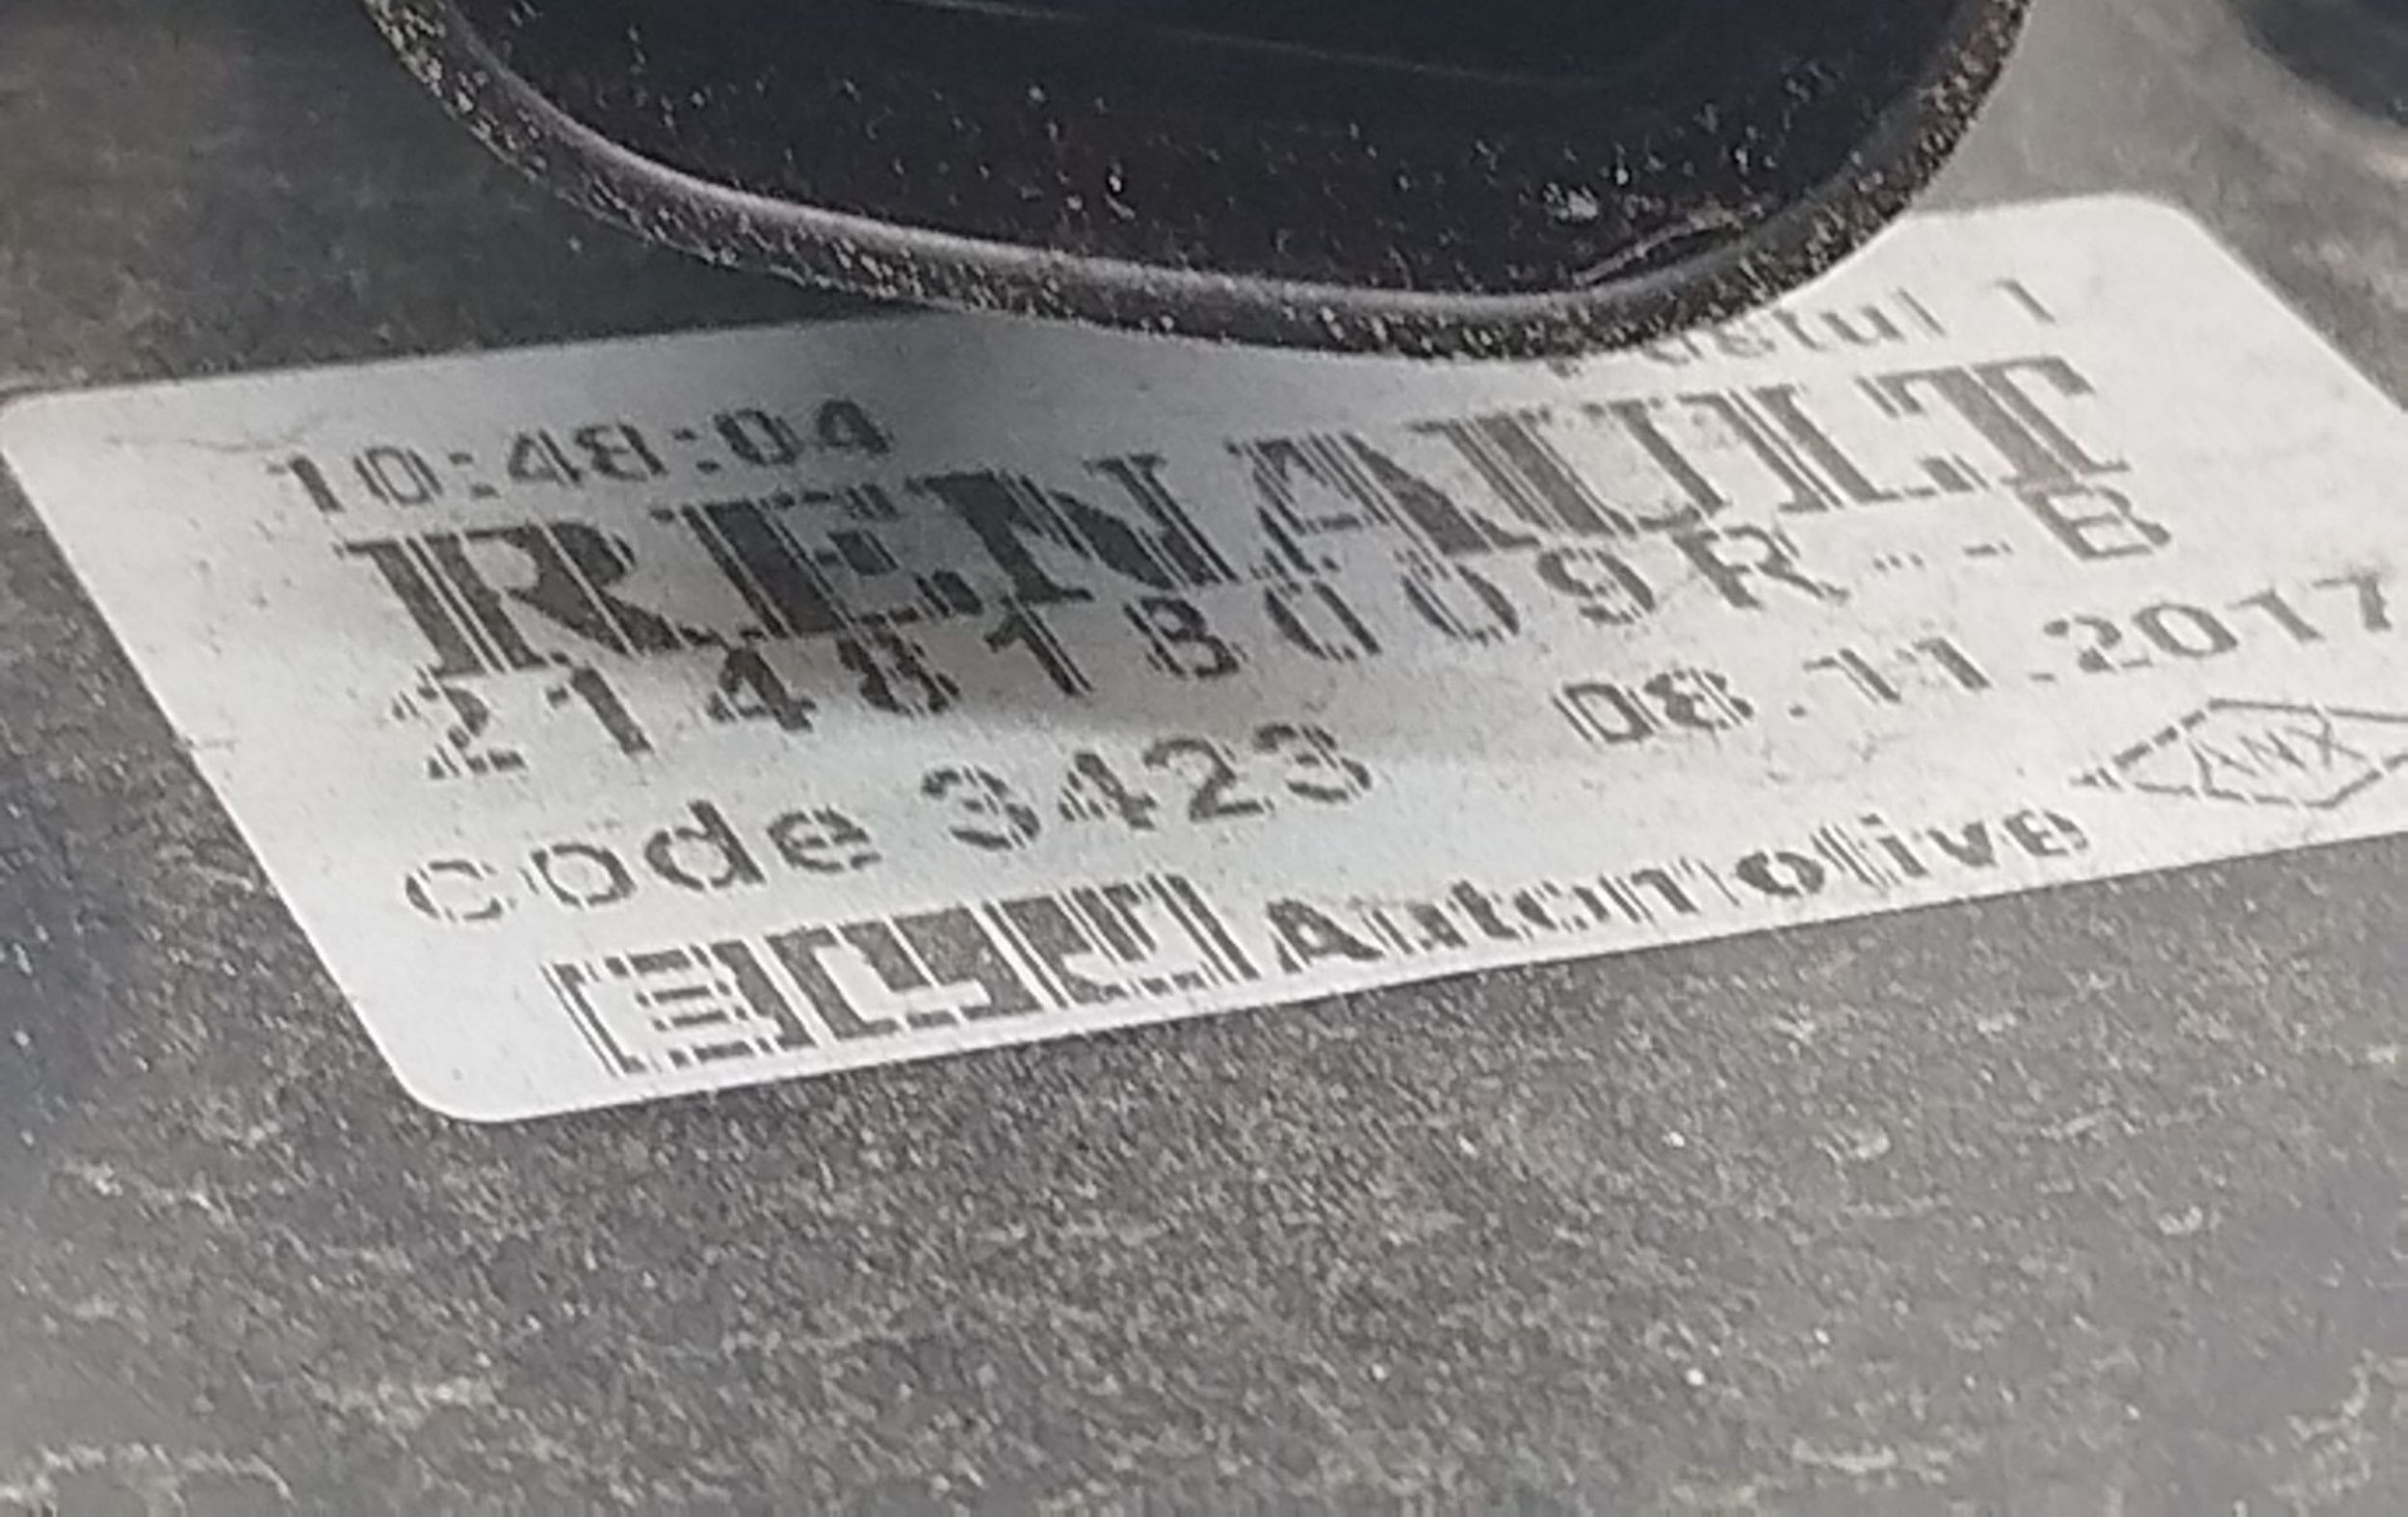 10:48:04
RENAULT
214818009R---B
Code 3423 08.11.2017
Automotive